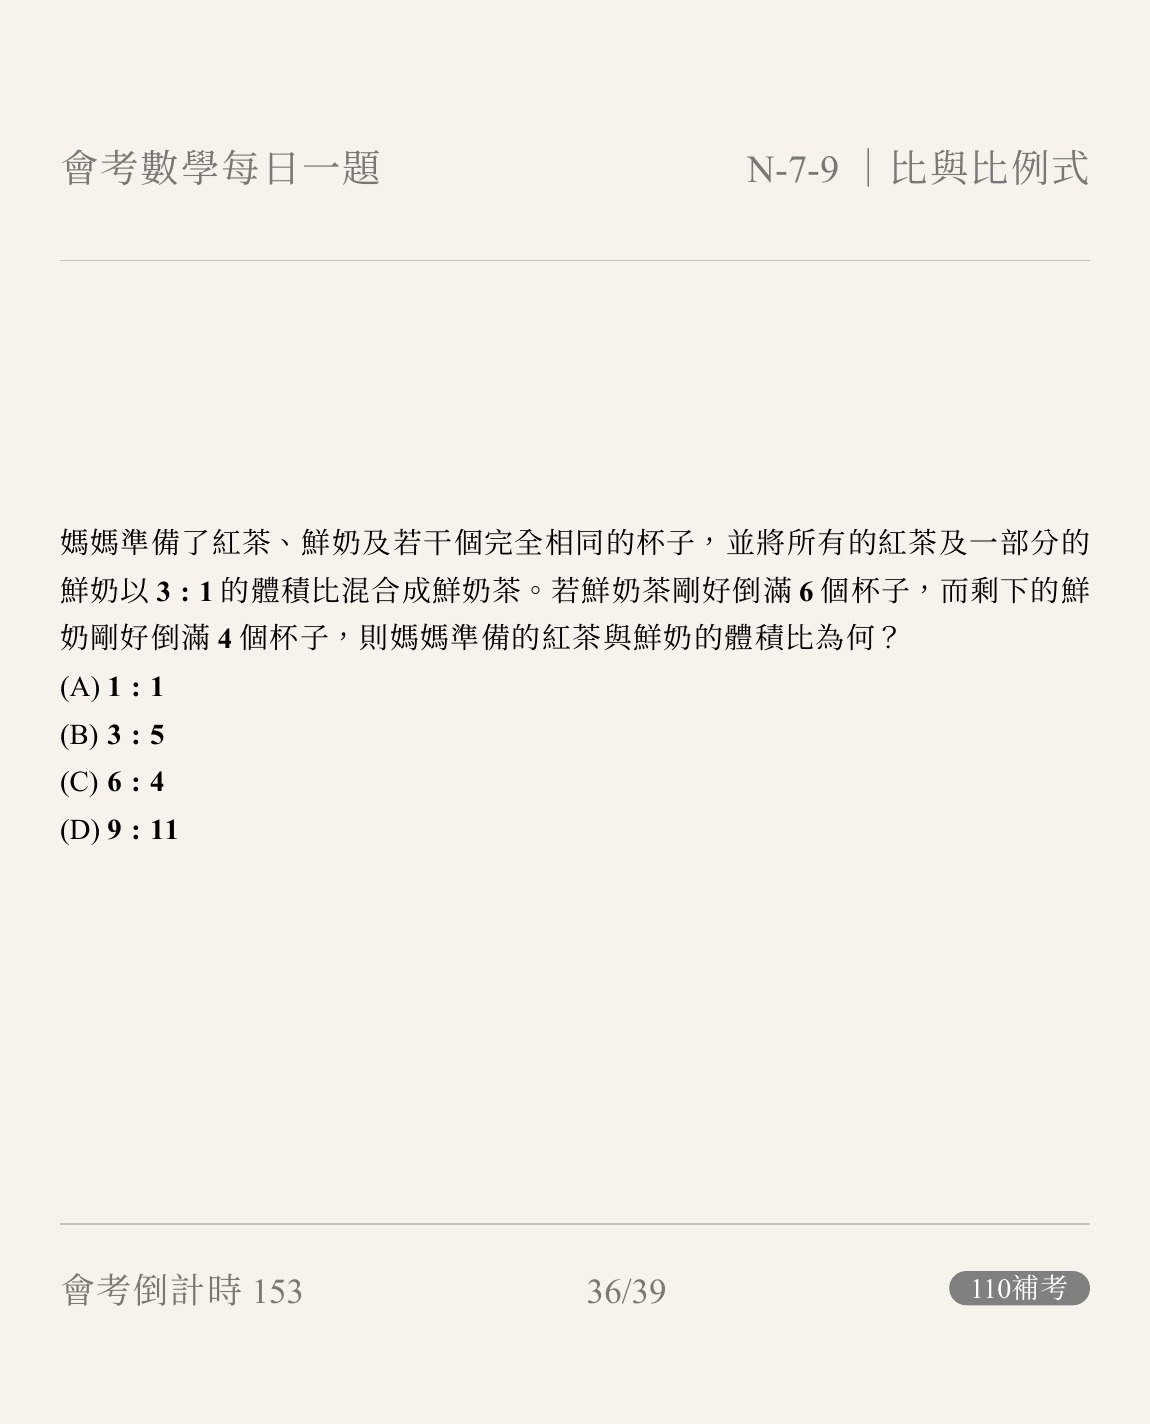 會考數學每日一題
N-7-9 ｜比與比例式
媽媽準備了紅茶、鮮奶及若干個完全相同的杯子，並將所有的紅茶及一部分的
鮮奶以 3 : 1 的體積比混合成鮮奶茶。若鮮奶茶剛好倒滿 6 個杯子，而剩下的鮮
奶剛好倒滿 4 個杯子，則媽媽準備的紅茶與鮮奶的體積比為何？
(A) 1 : 1
(B) 3 : 5
(C) 6 : 4
(D) 9 : 11
會考倒計時 153
36/39
110補考